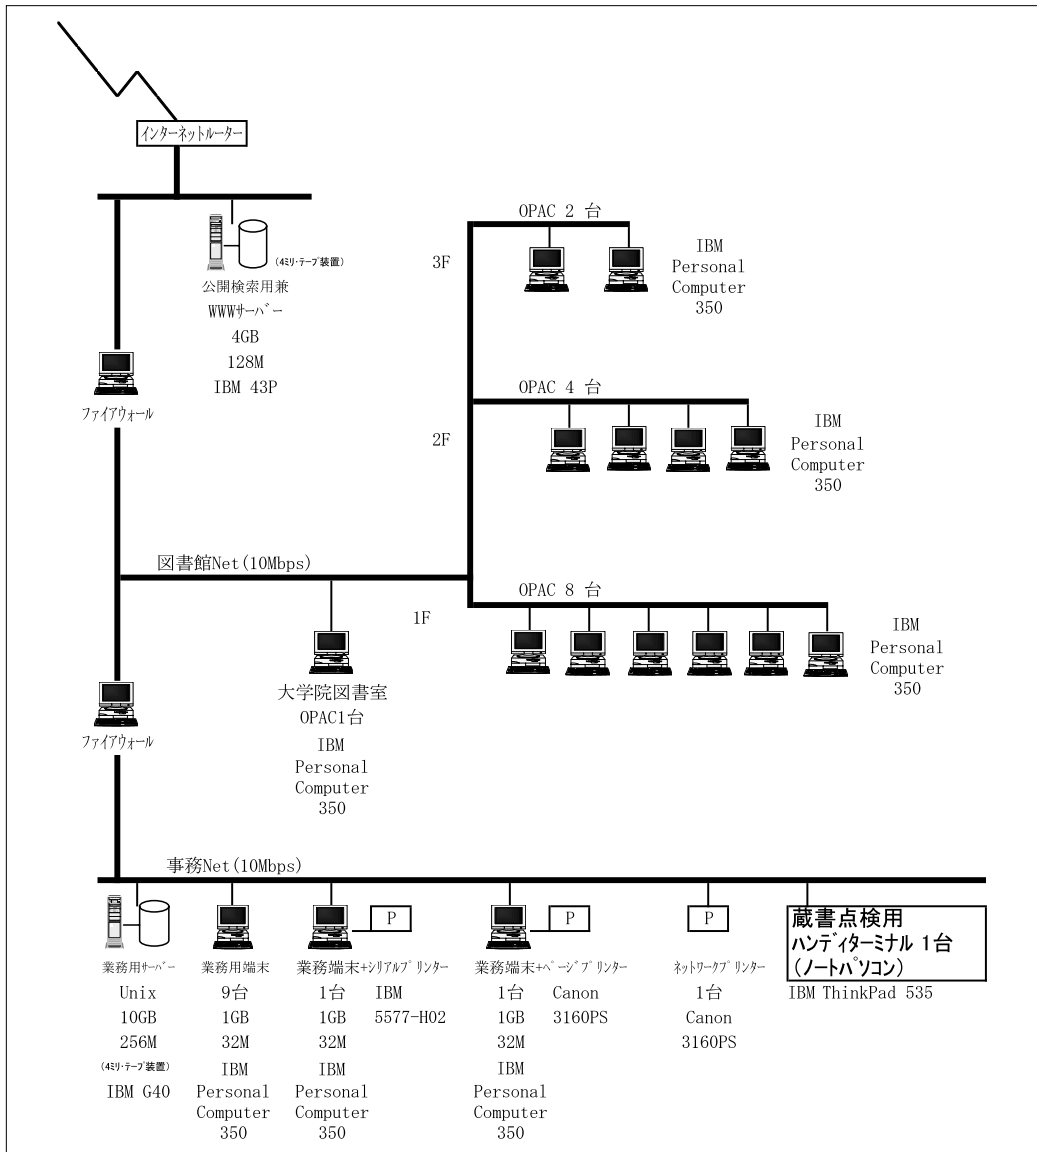 インターネットルーター
(4ミリ・テープ装置)
公開検索用兼
WWWサーバー
4GB
128M
IBM 43P
ファイアウォール
OPAC 2 台
3F
IBM
Personal
Computer
350
OPAC 4 台
2F
IBM
Personal
Computer
350
図書館Net(10Mbps)
OPAC 8 台
1F
IBM
Personal
Computer
350
大学院図書室
OPAC1台
IBM
Personal
Computer
350
ファイアウォール
事務Net(10Mbps)
P
P
P
蔵書点検用
ハンディターミナル 1台
(ノートパソコン)
IBM ThinkPad 535
業務用サーバー
Unix
10GB
256M
(4ミリ・テープ装置)
IBM G40
業務用端末
9台
1GB
32M
IBM
Personal
Computer
350
業務端末+シリアルプリンター
1台 IBM
1GB 5577-H02
32M
IBM
Personal
Computer
350
業務端末+ページプリンター
1台 Canon
1GB 3160PS
32M
IBM
Personal
Computer
350
ネットワークプリンター
1台
Canon
3160PS